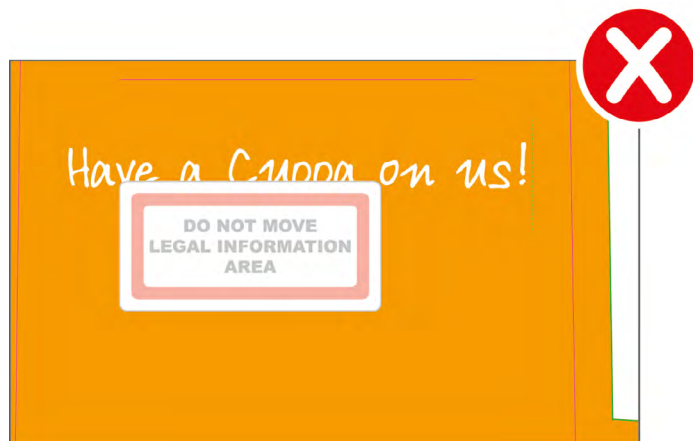 Have a Cuppa on us!
DO NOT MOVE
LEGAL INFORMATION
AREA